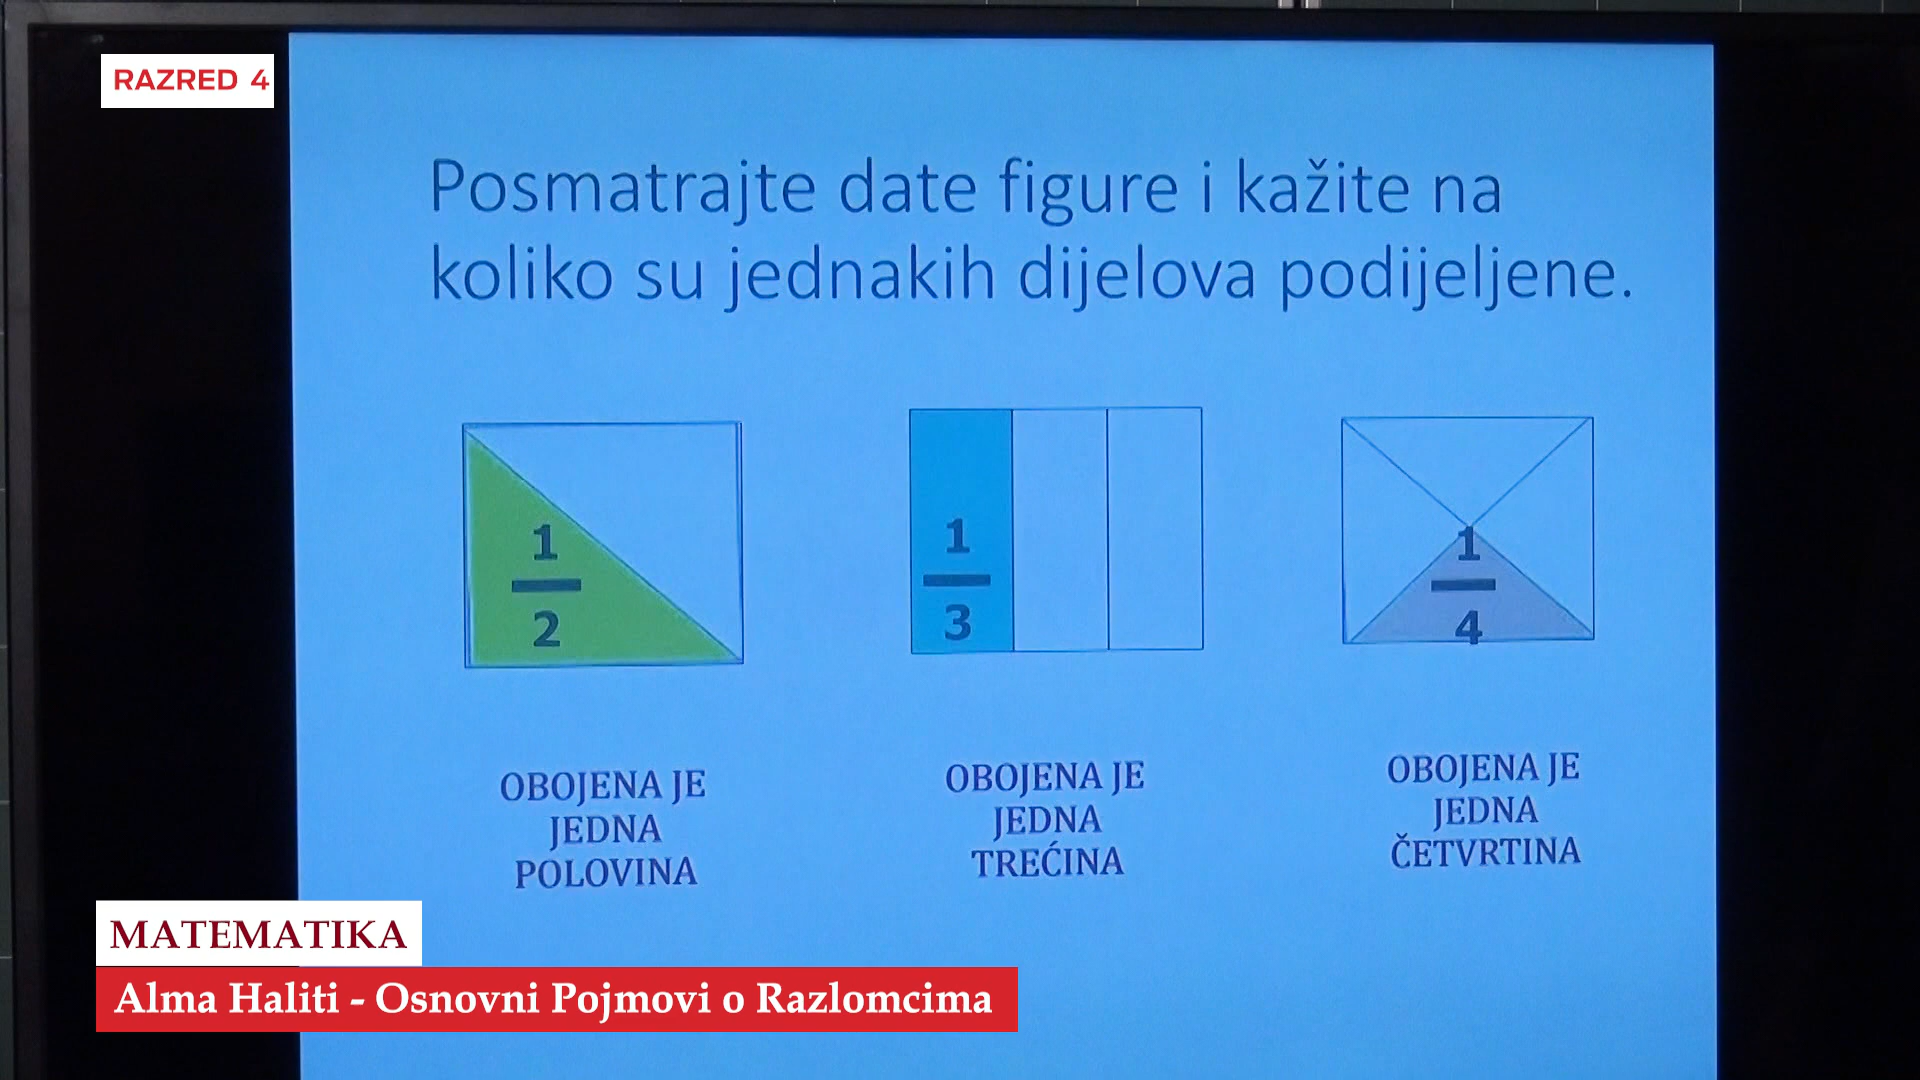 RAZRED 4
Posmatrajte date figure i kažite na
koliko su jednakih dijelova podijeljene.
1
2
1
3
1
4
OBOJENA JE
JEDNA
POLOVINA
OBOJENA JE
JEDNA
TREĆINA
OBOJENA JE
JEDNA
ČETVRTINA
MATEMATIKA
Alma Haliti - Osnovni Pojmovi o Razlomcima